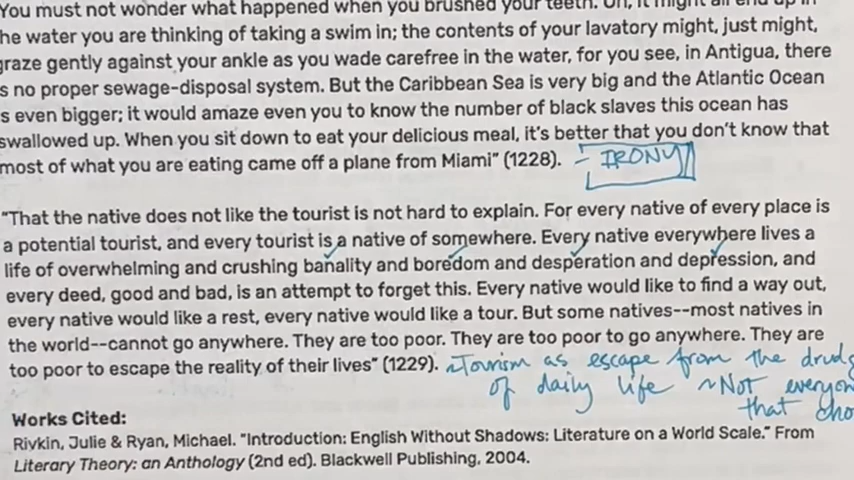 You must not wonder what happened when you brushed your teeth. Oh, it might all end up in
he water you are thinking of taking a swim in; the contents of your lavatory might, just might,
graze gently against your ankle as you wade carefree in the water, for you see, in Antigua, there
s no proper sewage-disposal system. But the Caribbean Sea is very big and the Atlantic Ocean
s even bigger; it would amaze even you to know the number of black slaves this ocean has
swallowed up. When you sit down to eat your delicious meal, it's better that you don't know that
most of what you are eating came off a plane from Miami" (1228). - IRONY
"That the native does not like the tourist is not hard to explain. For every native of every place is
a potential tourist, and every tourist is a native of somewhere. Every native everywhere lives a
life of overwhelming and crushing banality and boredom and desperation and depression, and
every deed, good and bad, is an attempt to forget this. Every native would like to find a way out,
every native would like a rest, every native would like a tour. But some natives--most natives in
the world--cannot go anywhere. They are too poor. They are too poor to go anywhere. They are
too poor to escape the reality of their lives" (1229). ~Tourism as escape from the drudg
of daily life ~Not everyon
that cho
Works Cited:
Rivkin, Julie & Ryan, Michael. "Introduction: English Without Shadows: Literature on a World Scale." From
Literary Theory: an Anthology (2nd ed). Blackwell Publishing, 2004.